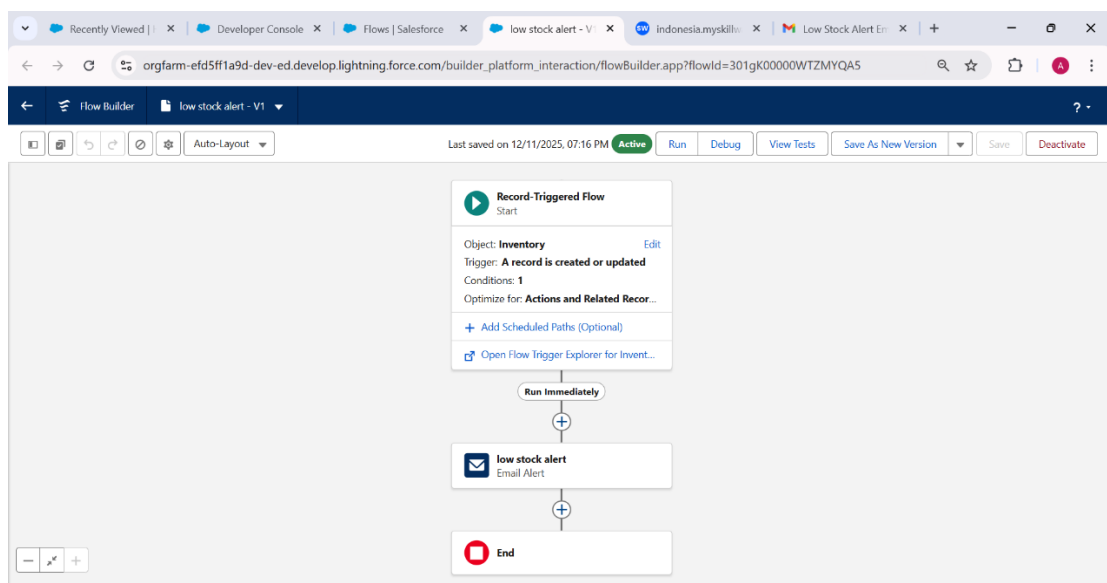 Recently Viewed |
Developer Console
Flows | Salesforce
low stock alert - V
indonesia.myskillw
Low Stock Alert Em
orgfarm-efd5ff1a9d-dev-ed.develop.lightning.force.com/builder_platform_interaction/flowBuilder.app?flowId=301gK00000WTZMYQA5
A
Flow Builder
low stock alert - V1
?
Auto-Layout
Last saved on 12/11/2025, 07:16 PM
Active
Run
Debug
View Tests
Save As New Version
Save
Deactivate
Record-Triggered Flow
Start
Object: Inventory
Edit
Trigger: A record is created or updated
Conditions: 1
Optimize for: Actions and Related Recor...
+ Add Scheduled Paths (Optional)
Open Flow Trigger Explorer for Invent...
Run Immediately
low stock alert
Email Alert
End